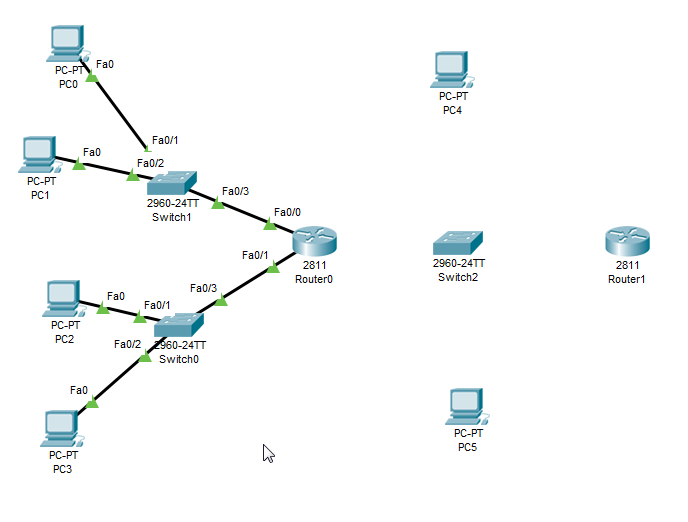 Fa0
PC-PT
PC0
Fa0/1
Fa0
Fa0/2
PC-PT
PC1
2960-24TT
Switch1
Fa0/3
Fa0/0
2811
Router0
Fa0/1
Fa0/3
Fa0
Fa0/1
PC-PT
PC2
Fa0/2
2960-24TT
Switch0
Fa0
PC-PT
PC3
PC-PT
PC4
2960-24TT
Switch2
2811
Router1
PC-PT
PC5